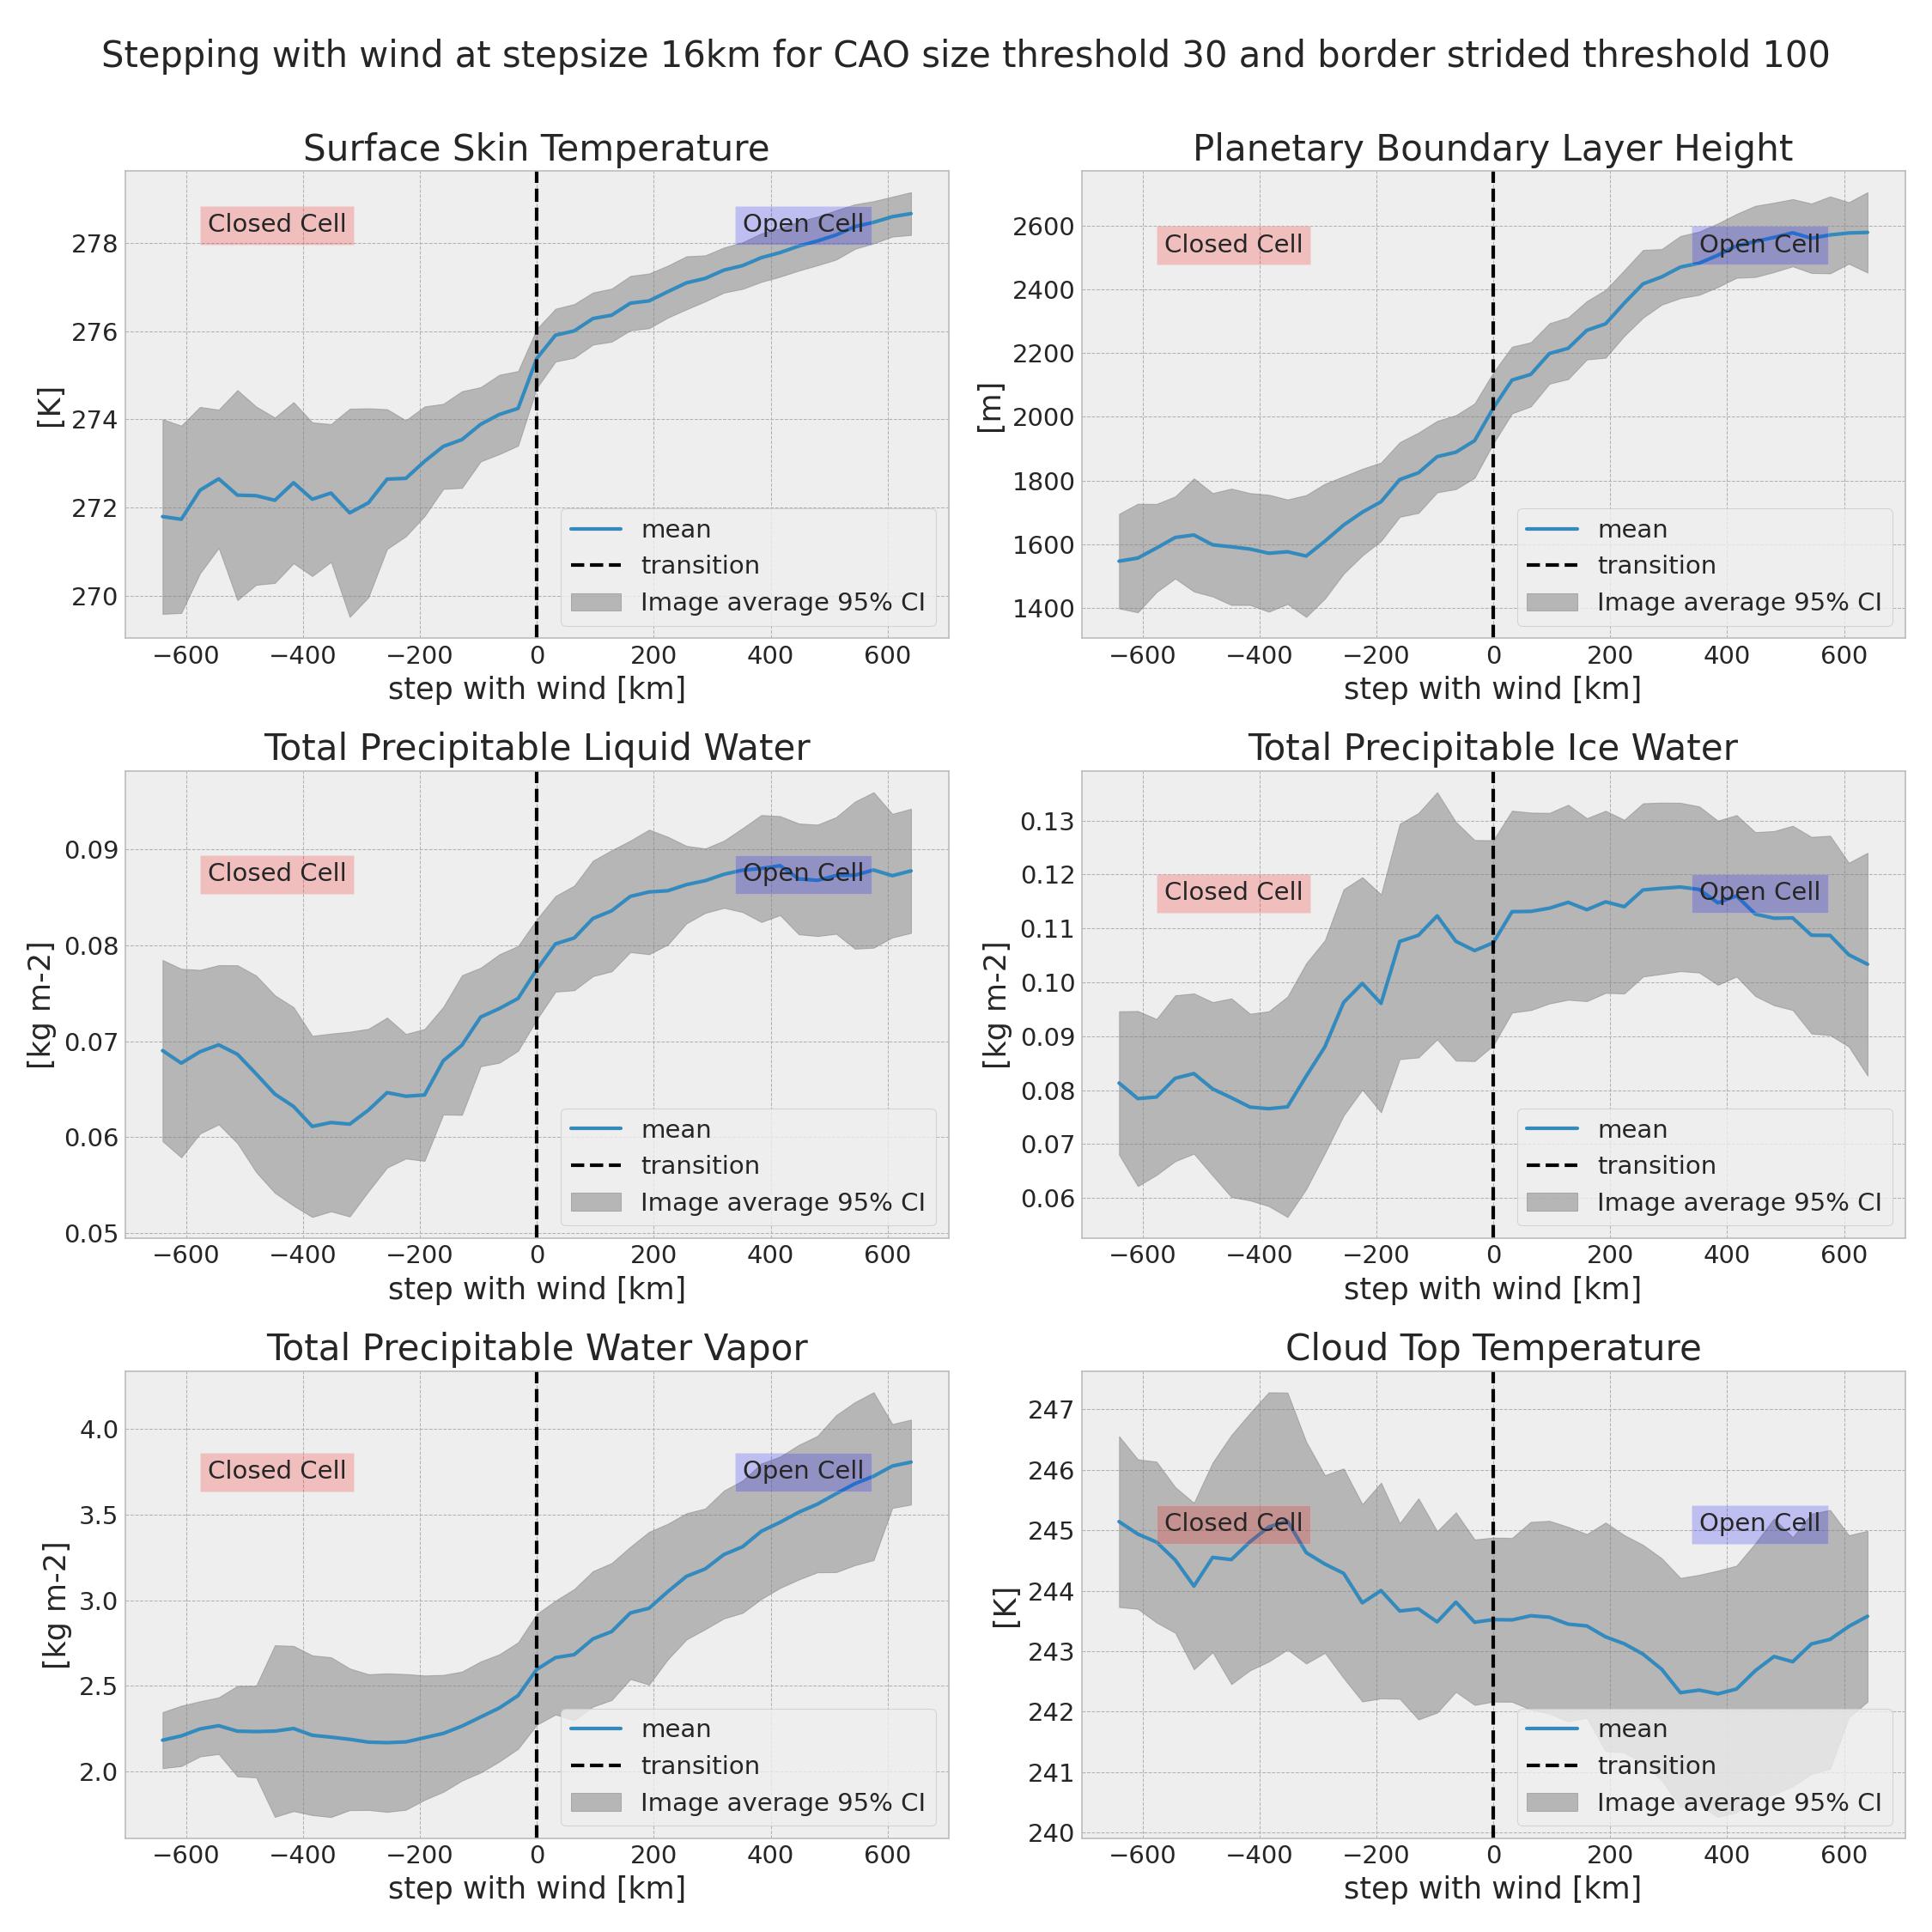 Stepping with wind at stepsize 16km for CAO size threshold 30 and border strided threshold 100
Surface Skin Temperature
[K]
278
276
274
272
270
Closed Cell
Open Cell
mean
transition
Image average 95% CI
−600 −400 −200 0 200 400 600
step with wind [km]
Planetary Boundary Layer Height
[m]
2600
2400
2200
2000
1800
1600
1400
Closed Cell
Open Cell
mean
transition
Image average 95% CI
−600 −400 −200 0 200 400 600
step with wind [km]
Total Precipitable Liquid Water
[kg m-2]
0.09
0.08
0.07
0.06
0.05
Closed Cell
Open Cell
mean
transition
Image average 95% CI
−600 −400 −200 0 200 400 600
step with wind [km]
Total Precipitable Ice Water
[kg m-2]
0.13
0.12
0.11
0.10
0.09
0.08
0.07
0.06
Closed Cell
Open Cell
mean
transition
Image average 95% CI
−600 −400 −200 0 200 400 600
step with wind [km]
Total Precipitable Water Vapor
[kg m-2]
4.0
3.5
3.0
2.5
2.0
Closed Cell
Open Cell
mean
transition
Image average 95% CI
−600 −400 −200 0 200 400 600
step with wind [km]
Cloud Top Temperature
[K]
247
246
245
244
243
242
241
240
Closed Cell
Open Cell
mean
transition
Image average 95% CI
−600 −400 −200 0 200 400 600
step with wind [km]